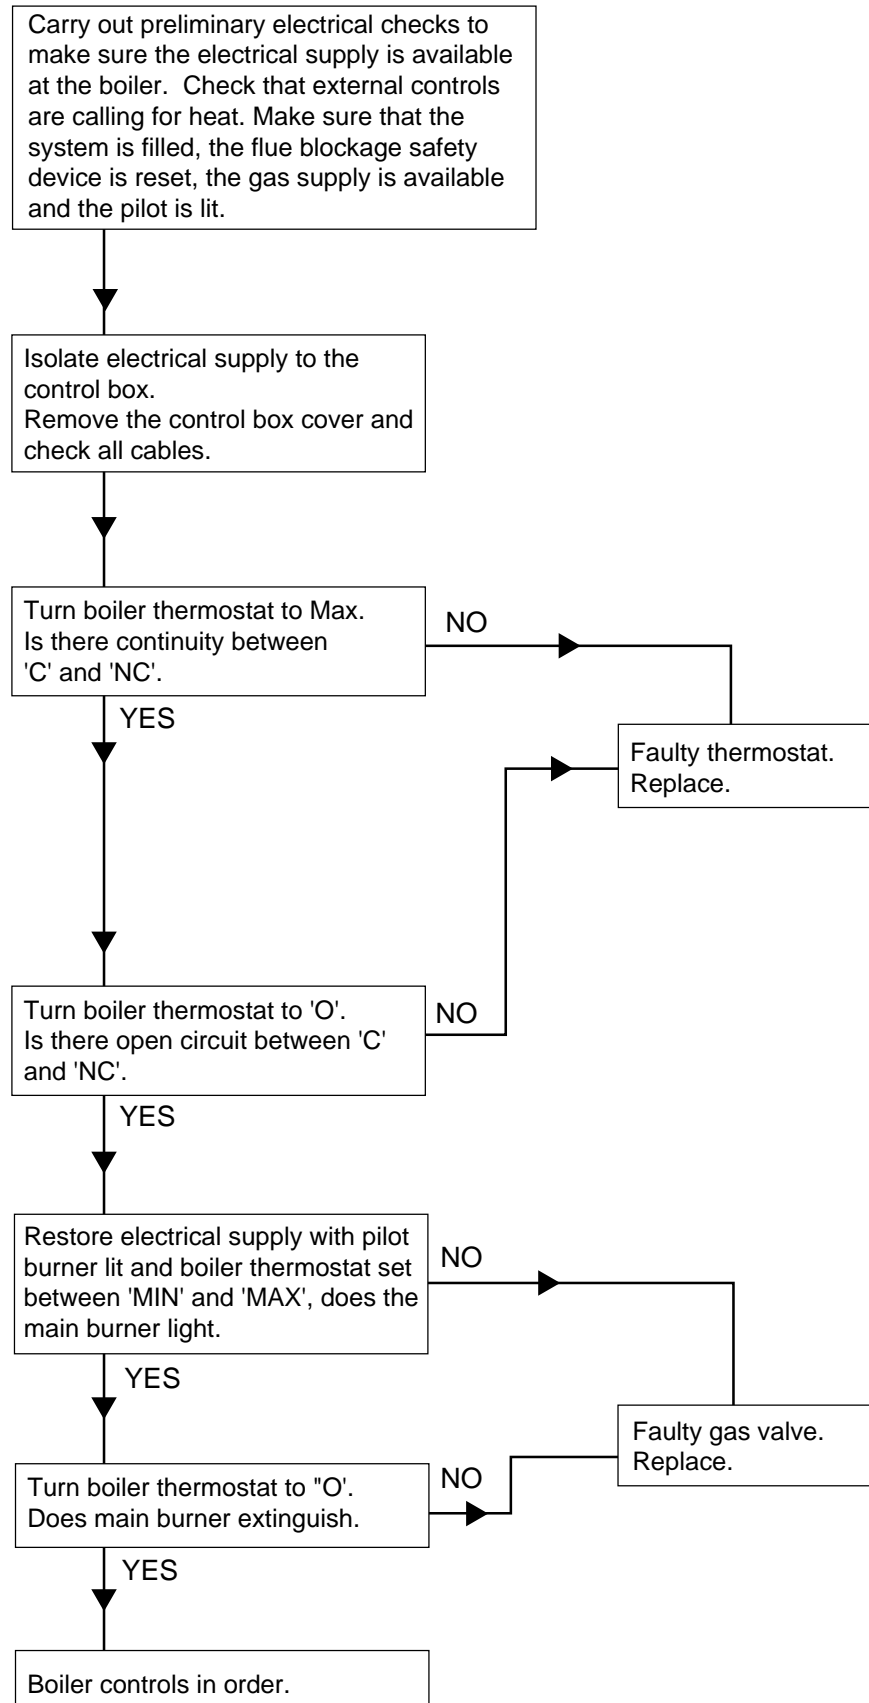 Carry out preliminary electrical checks to
make sure the electrical supply is available
at the boiler.  Check that external controls
are calling for heat. Make sure that the
system is filled, the flue blockage safety
device is reset, the gas supply is available
and the pilot is lit.
Isolate electrical supply to the
control box.
Remove the control box cover and
check all cables.
Turn boiler thermostat to Max.
Is there continuity between
'C' and 'NC'.
NO
YES
Faulty thermostat.
Replace.
Turn boiler thermostat to 'O'.
Is there open circuit between 'C'
and 'NC'.
NO
YES
Restore electrical supply with pilot
burner lit and boiler thermostat set
between 'MIN' and 'MAX', does the
main burner light.
NO
YES
Faulty gas valve.
Replace.
Turn boiler thermostat to "O'.
Does main burner extinguish.
NO
YES
Boiler controls in order.